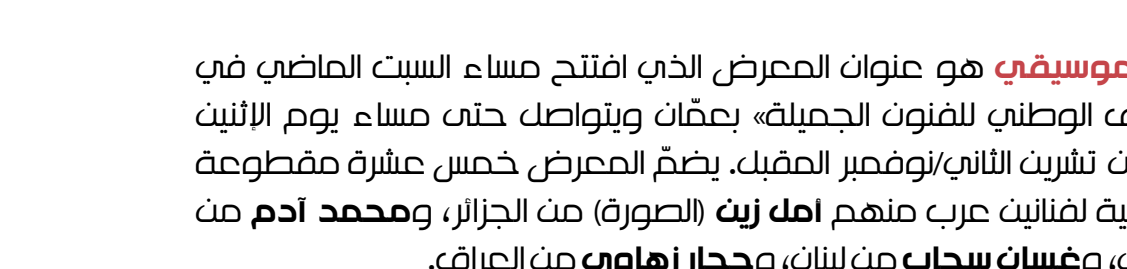 هو عنوان المعرض الذي افتتح مساء السبت الماضي في
الوطني للفنون الجميلة» بعمّان ويتواصل حتى مساء يوم الإثنين
تشرين الثاني/نوفمبر المقبل. يضمّ المعرض خمس عشرة مقطوعة
لفنانين عرب منهم أمل زين (الصورة) من الجزائر، ومحمد آدم من
وغسان سحاب من لبنان، وحجار زهاوي من العراق.